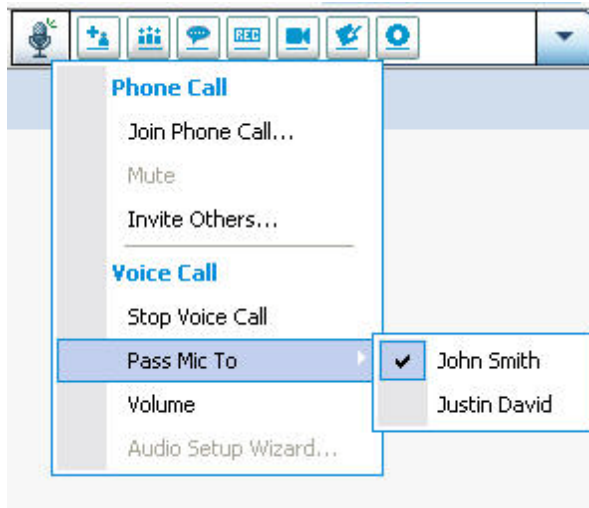 REC
Phone Call
Join Phone Call...
Mute
Invite Others...
Voice Call
Stop Voice Call
Pass Mic To
John Smith
Justin David
Volume
Audio Setup Wizard...